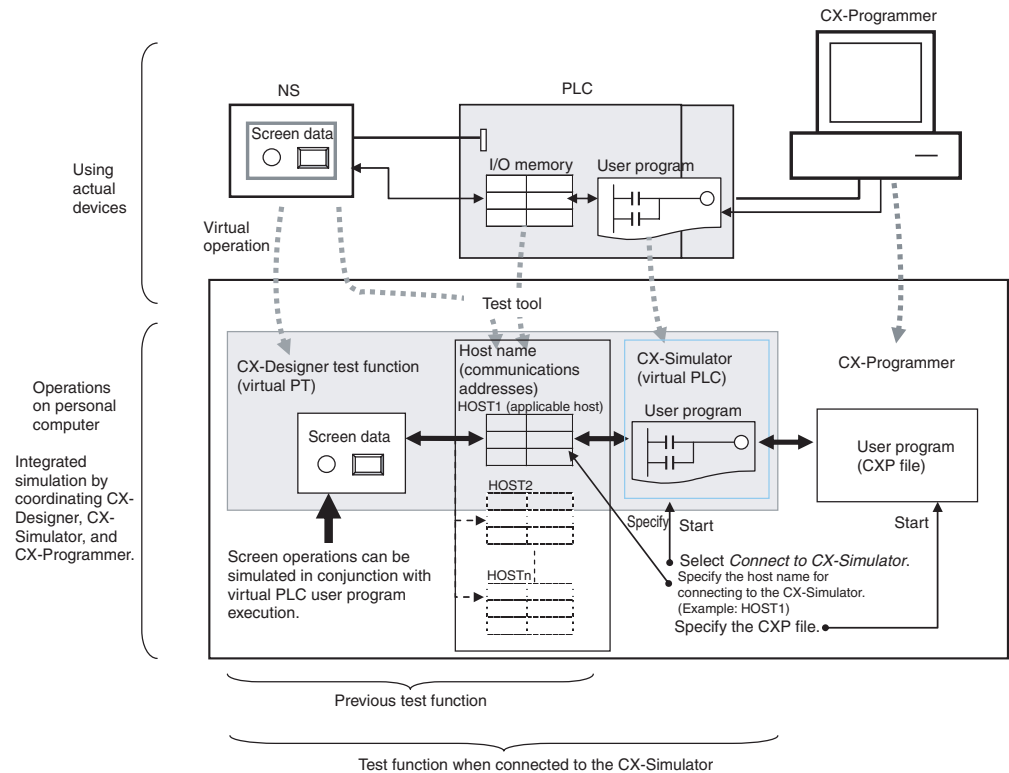 CX-Programmer
NS
PLC
Screen data
I/O memory
User program
Using
actual
devices
Virtual
operation
Test tool
Operations
on personal
computer
Integrated
simulation by
coordinating CX-
Designer, CX-
Simulator, and
CX-Programmer.
CX-Designer test function
(virtual PT)
Host name
(communications
addresses)
HOST1 (applicable host)
CX-Simulator
(virtual PLC)
CX-Programmer
Screen data
User program
User program
(CXP file)
HOST2
HOSTn
Specify
Start
Start
Screen operations can be
simulated in conjunction with
virtual PLC user program
execution.
Select Connect to CX-Simulator.
Specify the host name for
connecting to the CX-Simulator.
(Example: HOST1)
Specify the CXP file.
Previous test function
Test function when connected to the CX-Simulator